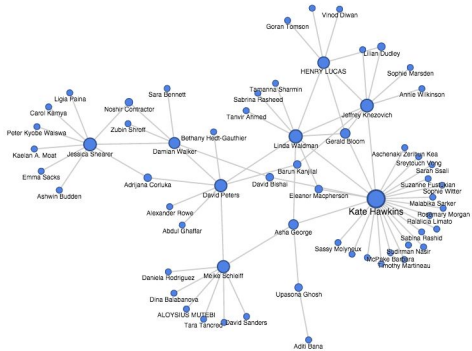 Vinod Diwan
Goran Tomson
Lilian Dudley
HENRY LUCAS
Sophie Marsden
Tamanna Sharmin
Annie Wilkinson
Sara Bennett
Ligia Paina
Sabrina Rasheed
Carol Kamya
Noshir Contractor
Tanvir Ahmed
Jeffrey Knezovich
Peter Kyobe Waiswa
Zubin Shroff
Bethany Hedt-Gauthier
Damian Walker
Linda Waldman
Gerald Bloom
Kaelan A. Moat
Jessica Shearer
Aschenaki Zerihun Kea
Sreytouch Vong
Barun Kanjilal
Sarah Ssali
Emma Sacks
Adrijana Corluka
David Bishai
Suzanne Fustukian
Ashwin Budden
David Peters
Eleanor Macpherson
Sophie Witter
Malabika Sarker
Alexander Rowe
Kate Hawkins
Rosemary Morgan
Ralalicia Limato
Abdul Ghaffar
Asha George
Sabina Rashid
Sassy Molyneux
Sudirman Nasir
McPake Barbara
Timothy Martineau
Daniela Rodriguez
Meike Schleiff
Dina Balabanova
Upasona Ghosh
ALOYSIUS MUTEBI
Tara Tancred
David Sanders
Aditi Bana